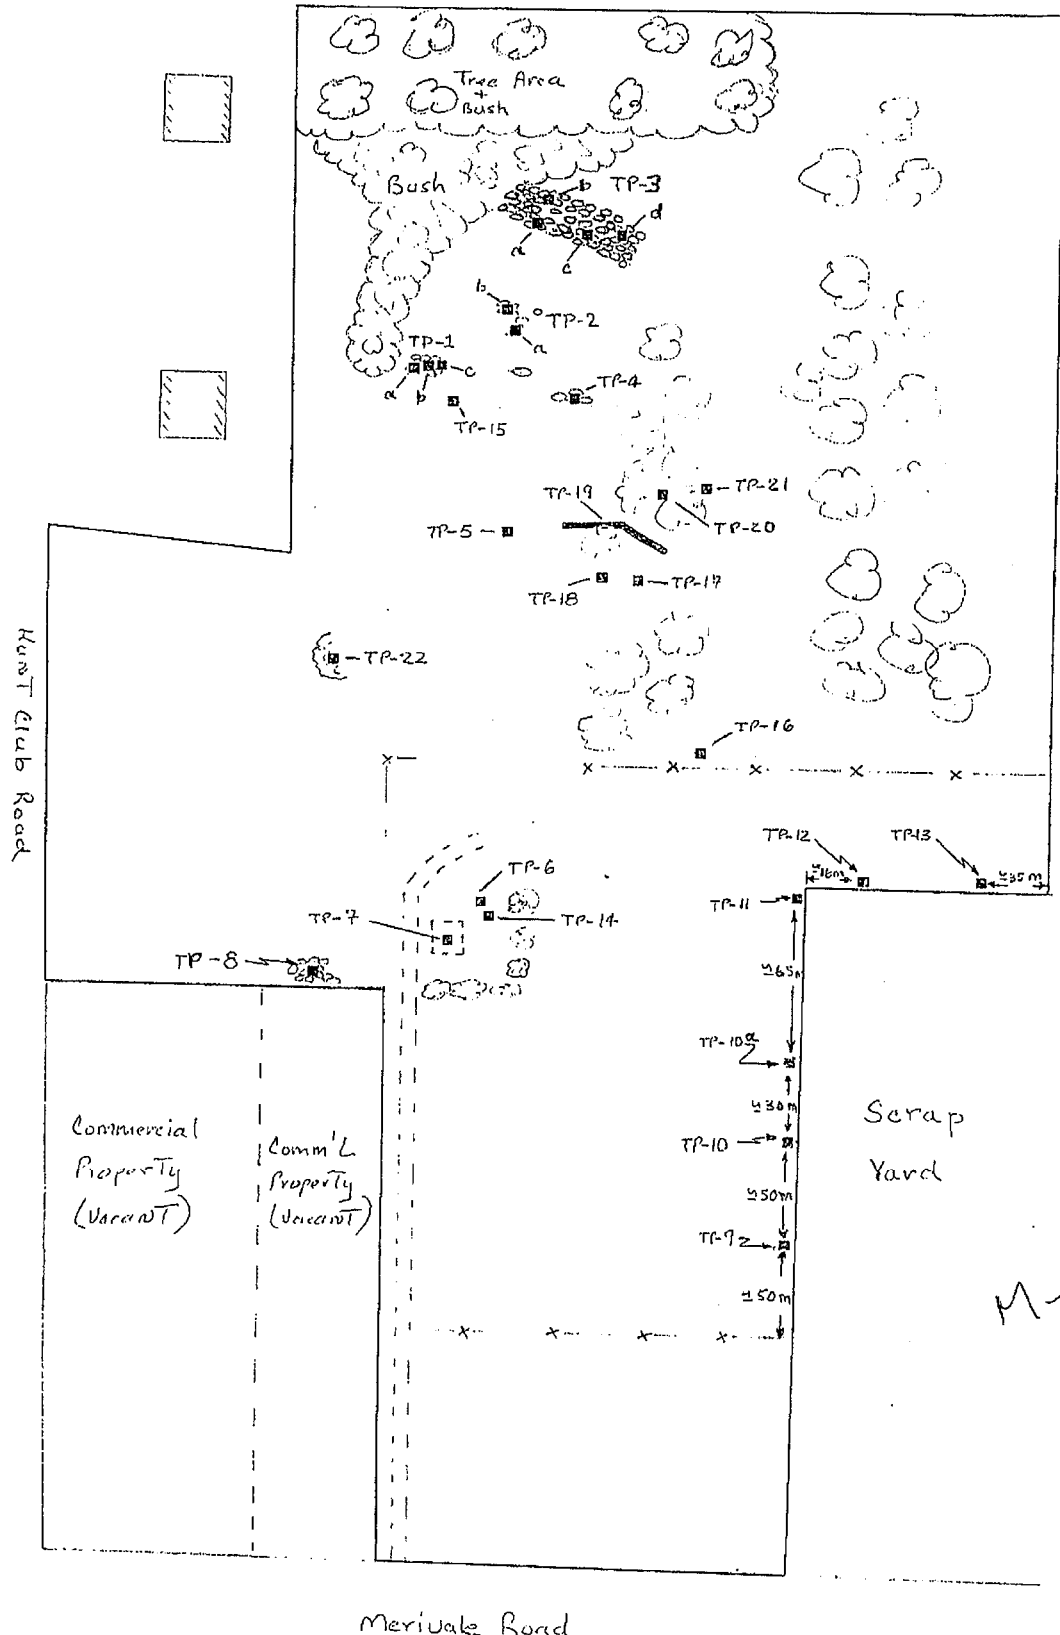 Tree Area
+
Bush
Bush
TP-3
b
d
a
c
b
TP-2
a
TP-1
a
b
c
TP-4
TP-15
TP-19
TP-21
TP-20
TP-5
TP-18
TP-17
TP-22
TP-16
HunT Club Road
TP-12
TP-13
±35m
TP-6
TP-11
TP-7
TP-14
TP-8
±65m
TP-10a
±30m
TP-10
±50m
±50m
Commercial
ProperTy
(VacanT)
Comm'L
ProperTy
(VacanT)
Scrap
Yard
Merivale Road